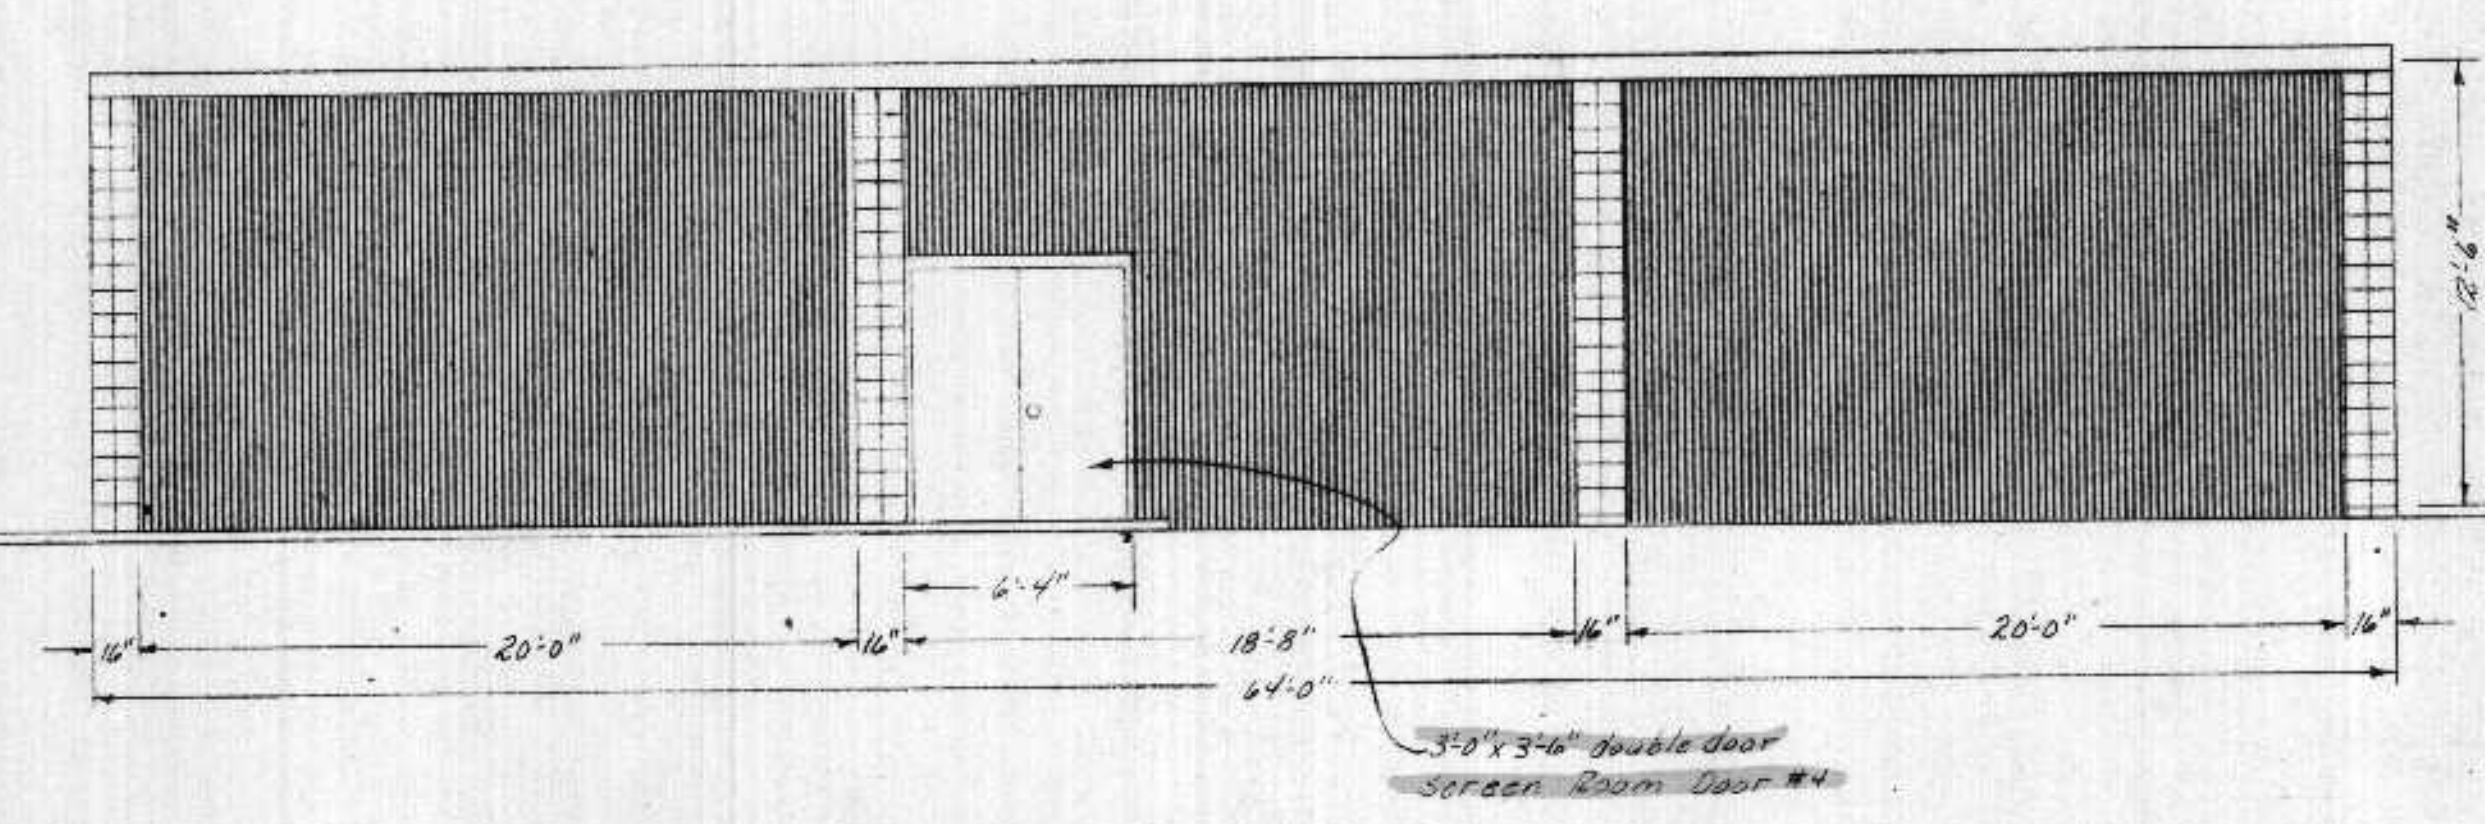 12'-6"
6'-4"
16" 20'-0" 16" 18'-8" 16" 20'-0" 16"
64'-0"
3'-0" x 3'-6" double door
Screen Room Door #4